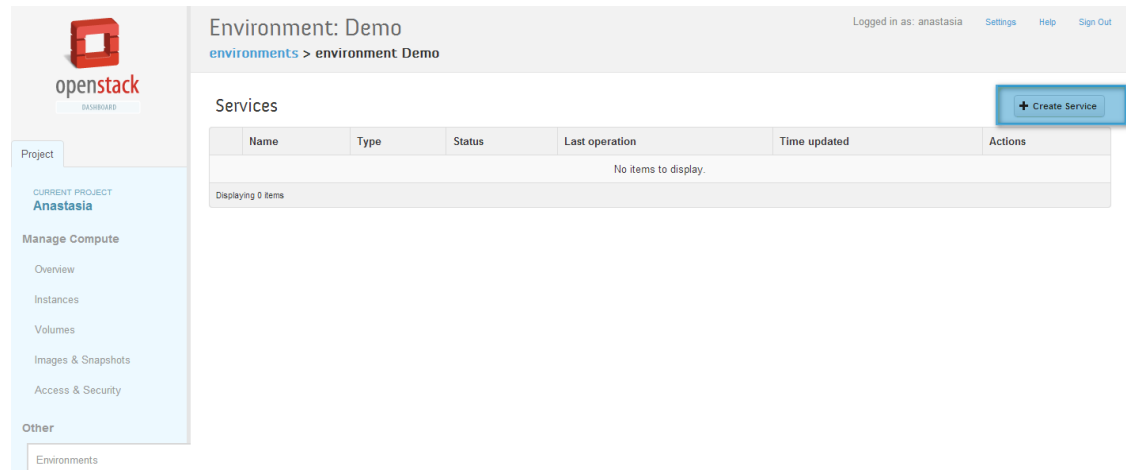 openstack
DASHBOARD
Project
CURRENT PROJECT
Anastasia
Manage Compute
Overview
Instances
Volumes
Images & Snapshots
Access & Security
Other
Environments
Environment: Demo
environments > environment Demo
Logged in as: anastasia Settings Help Sign Out
Services
+ Create Service
Name Type Status Last operation Time updated Actions
No items to display.
Displaying 0 items